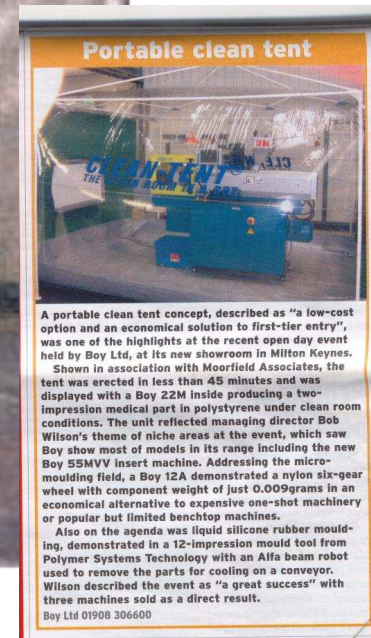 Portable clean tent
CLEAN-TENT
THE CLEAN ROOM IN A BOX
A portable clean tent concept, described as “a low-cost
option and an economical solution to first-tier entry”,
was one of the highlights at the recent open day event
held by Boy Ltd, at its new showroom in Milton Keynes.
Shown in association with Moorfield Associates, the
tent was erected in less than 45 minutes and was
displayed with a Boy 22M inside producing a two-
impression medical part in polystyrene under clean room
conditions. The unit reflected managing director Bob
Wilson’s theme of niche areas at the event, which saw
Boy show most of models in its range including the new
Boy 55MVV insert machine. Addressing the micro-
moulding field, a Boy 12A demonstrated a nylon six-gear
wheel with component weight of just 0.009grams in an
economical alternative to expensive one-shot machinery
or popular but limited benchtop machines.
Also on the agenda was liquid silicone rubber mould-
ing, demonstrated in a 12-impression mould tool from
Polymer Systems Technology with an Alfa beam robot
used to remove the parts for cooling on a conveyor.
Wilson described the event as “a great success” with
three machines sold as a direct result.
Boy Ltd 01908 306600